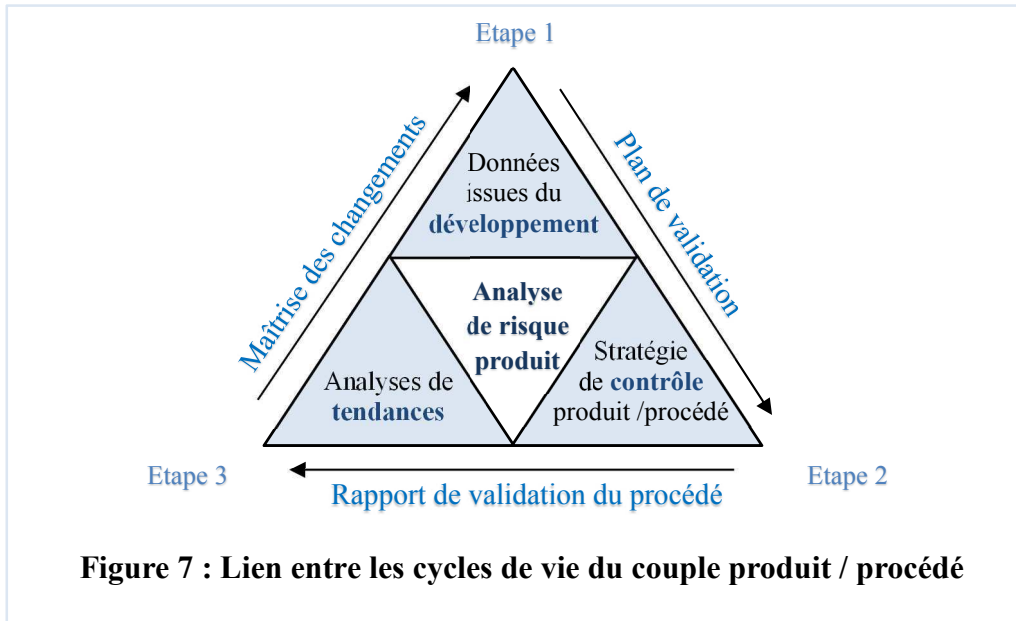 Etape 1
Maîtrise des changements
Plan de validation
Données
issues du
développement
Analyse
de risque
produit
Analyses de
tendances
Stratégie
de contrôle
produit /procédé
Etape 3
Etape 2
Rapport de validation du procédé
Figure 7 : Lien entre les cycles de vie du couple produit / procédé